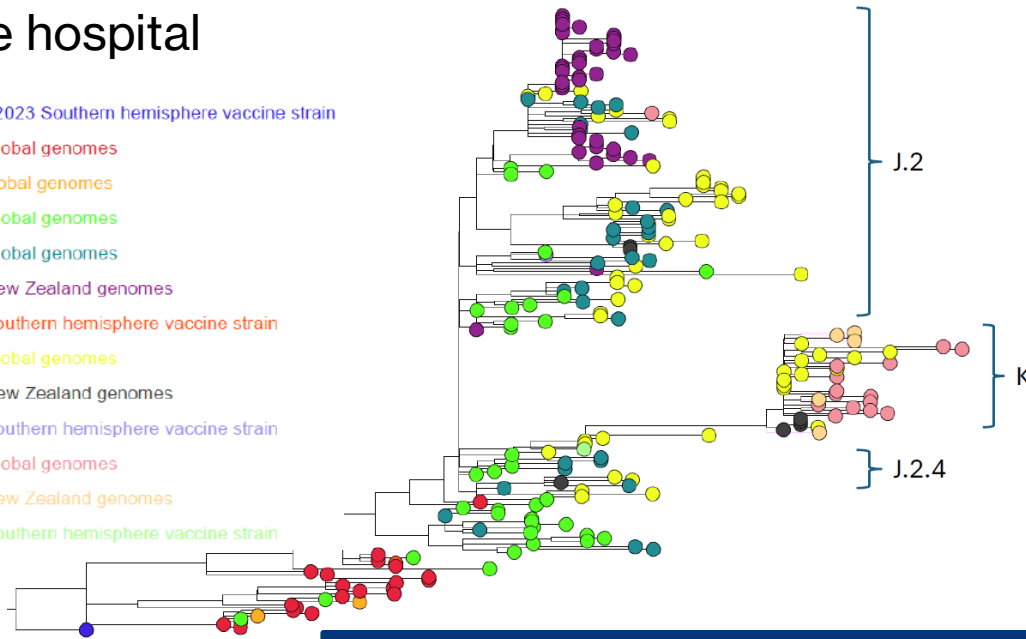 e hospital
2023 Southern hemisphere vaccine strain
obal genomes
obal genomes
obal genomes
obal genomes
ew Zealand genomes
outhern hemisphere vaccine strain
obal genomes
ew Zealand genomes
outhern hemisphere vaccine strain
obal genomes
ew Zealand genomes
outhern hemisphere vaccine strain
J.2
K
J.2.4